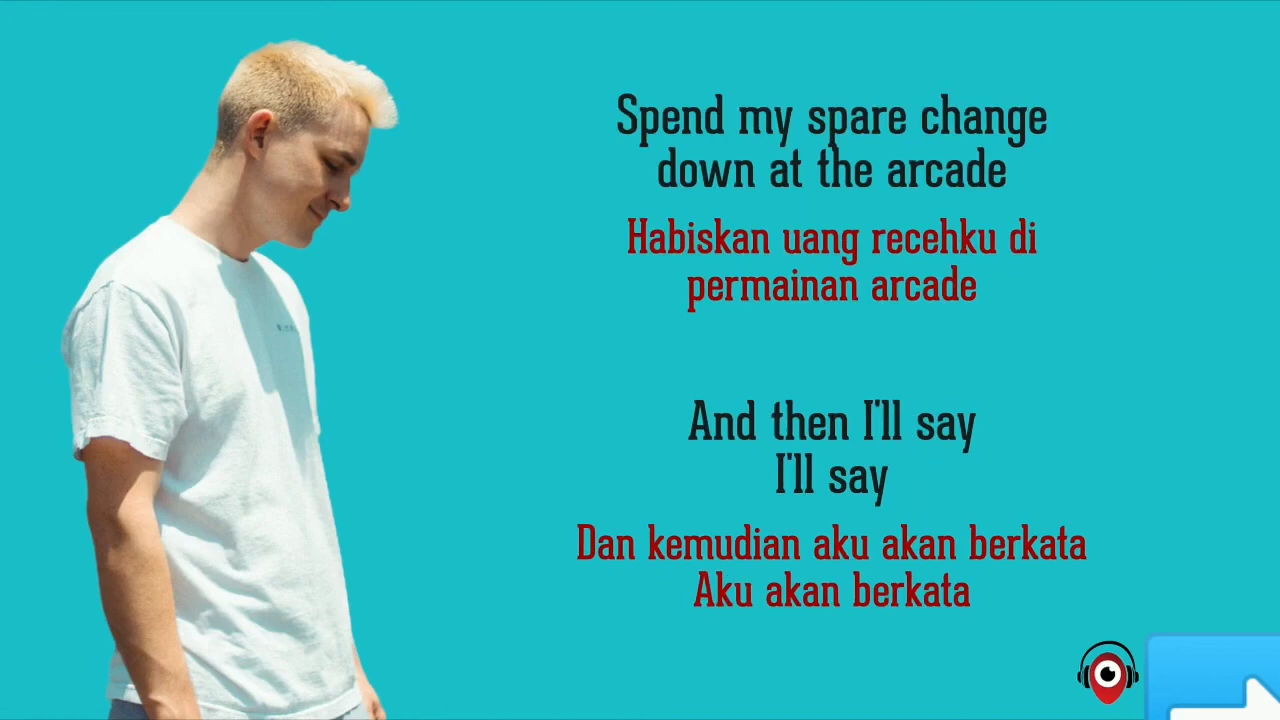 Spend my spare change
down at the arcade
Habiskan uang recehku di
permainan arcade
And then I'll say
I'll say
Dan kemudian aku akan berkata
Aku akan berkata